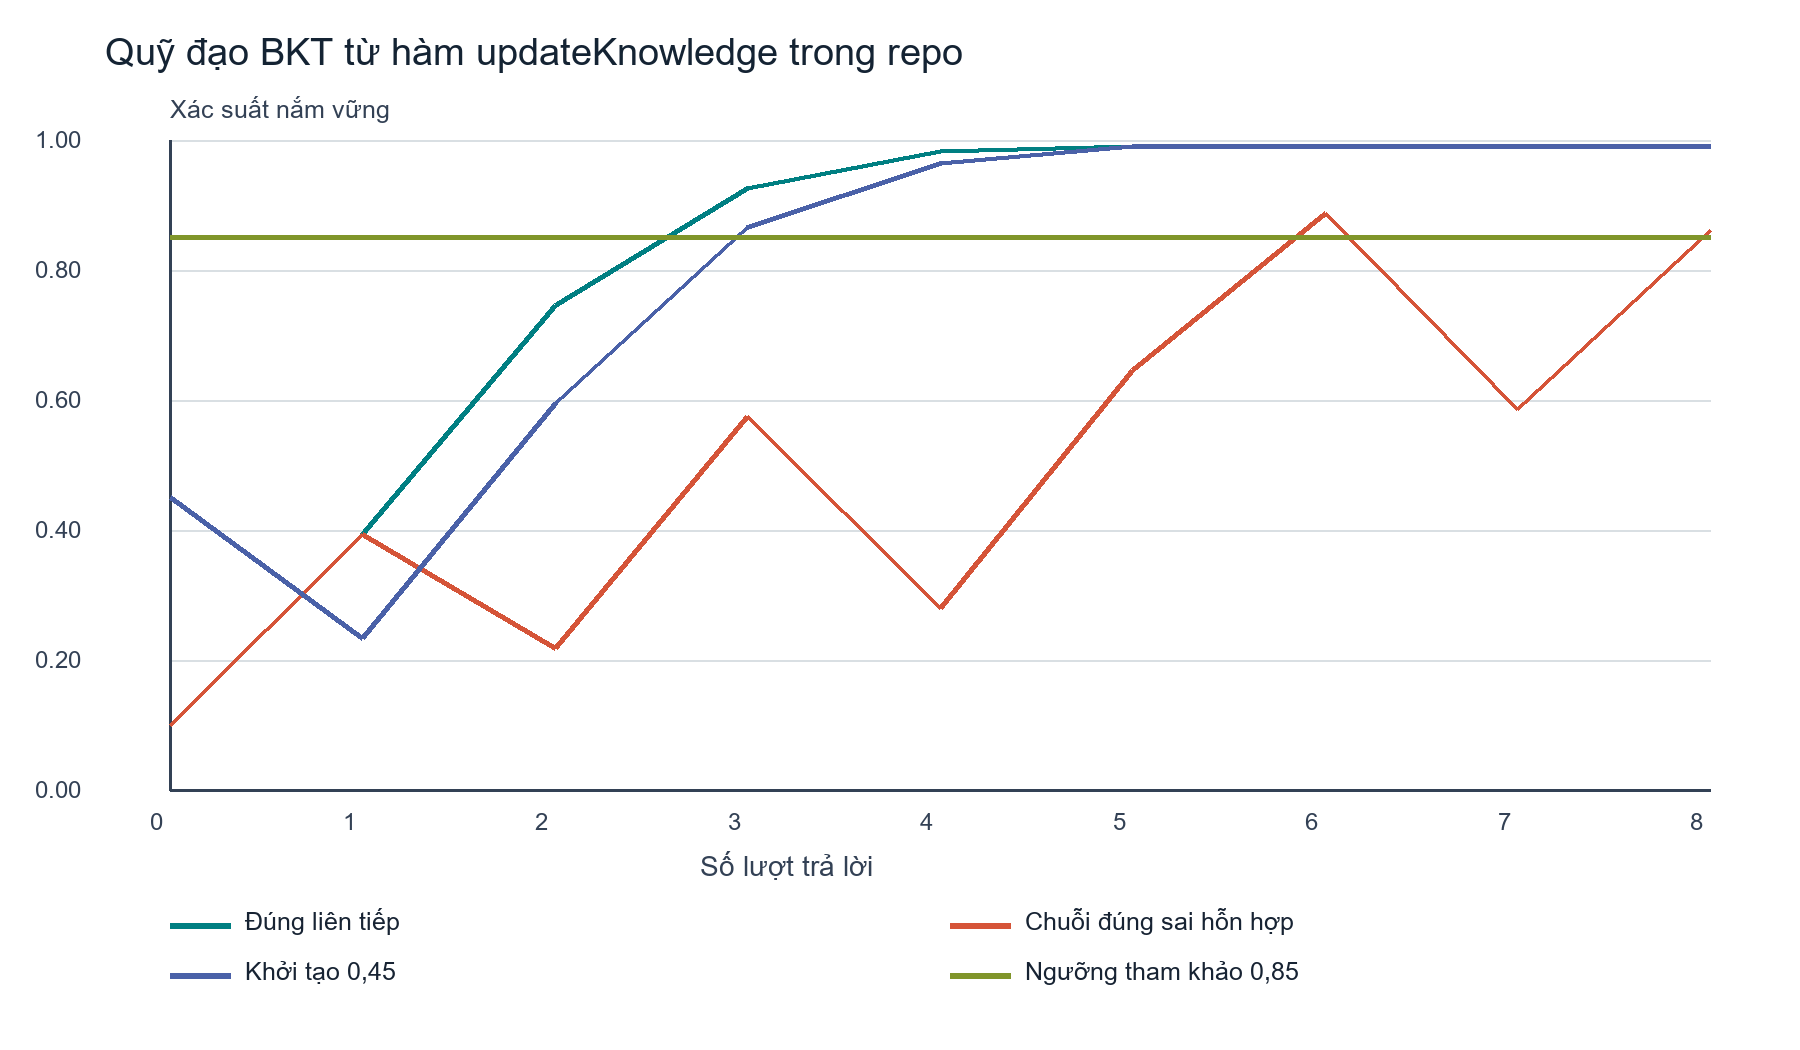 Quỹ đạo BKT từ hàm updateKnowledge trong repo
Xác suất nắm vững
1.00
0.80
0.60
0.40
0.20
0.00
0 1 2 3 4 5 6 7 8
Số lượt trả lời
Đúng liên tiếp
Chuỗi đúng sai hỗn hợp
Khởi tạo 0,45
Ngưỡng tham khảo 0,85